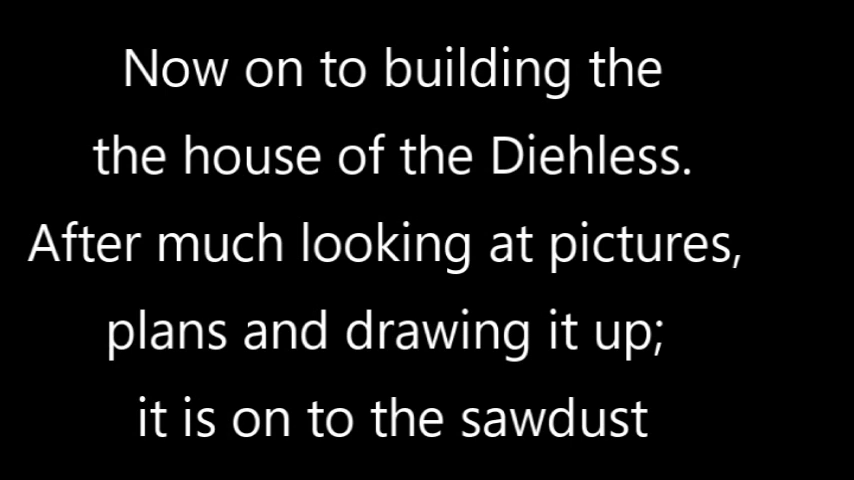 Now on to building the
the house of the Diehless.
After much looking at pictures,
plans and drawing it up;
it is on to the sawdust